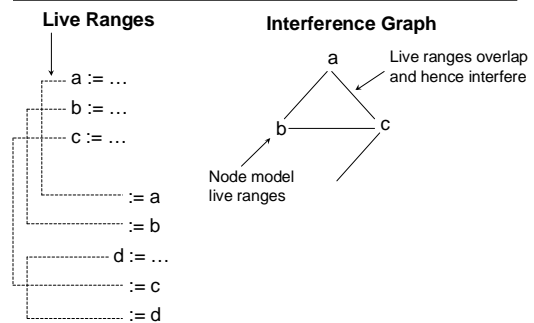 Live Ranges
a := ...
b := ...
c := ...
:= a
:= b
d := ...
:= c
:= d
Interference Graph
a
Live ranges overlap
and hence interfere
b
c
Node model
live ranges